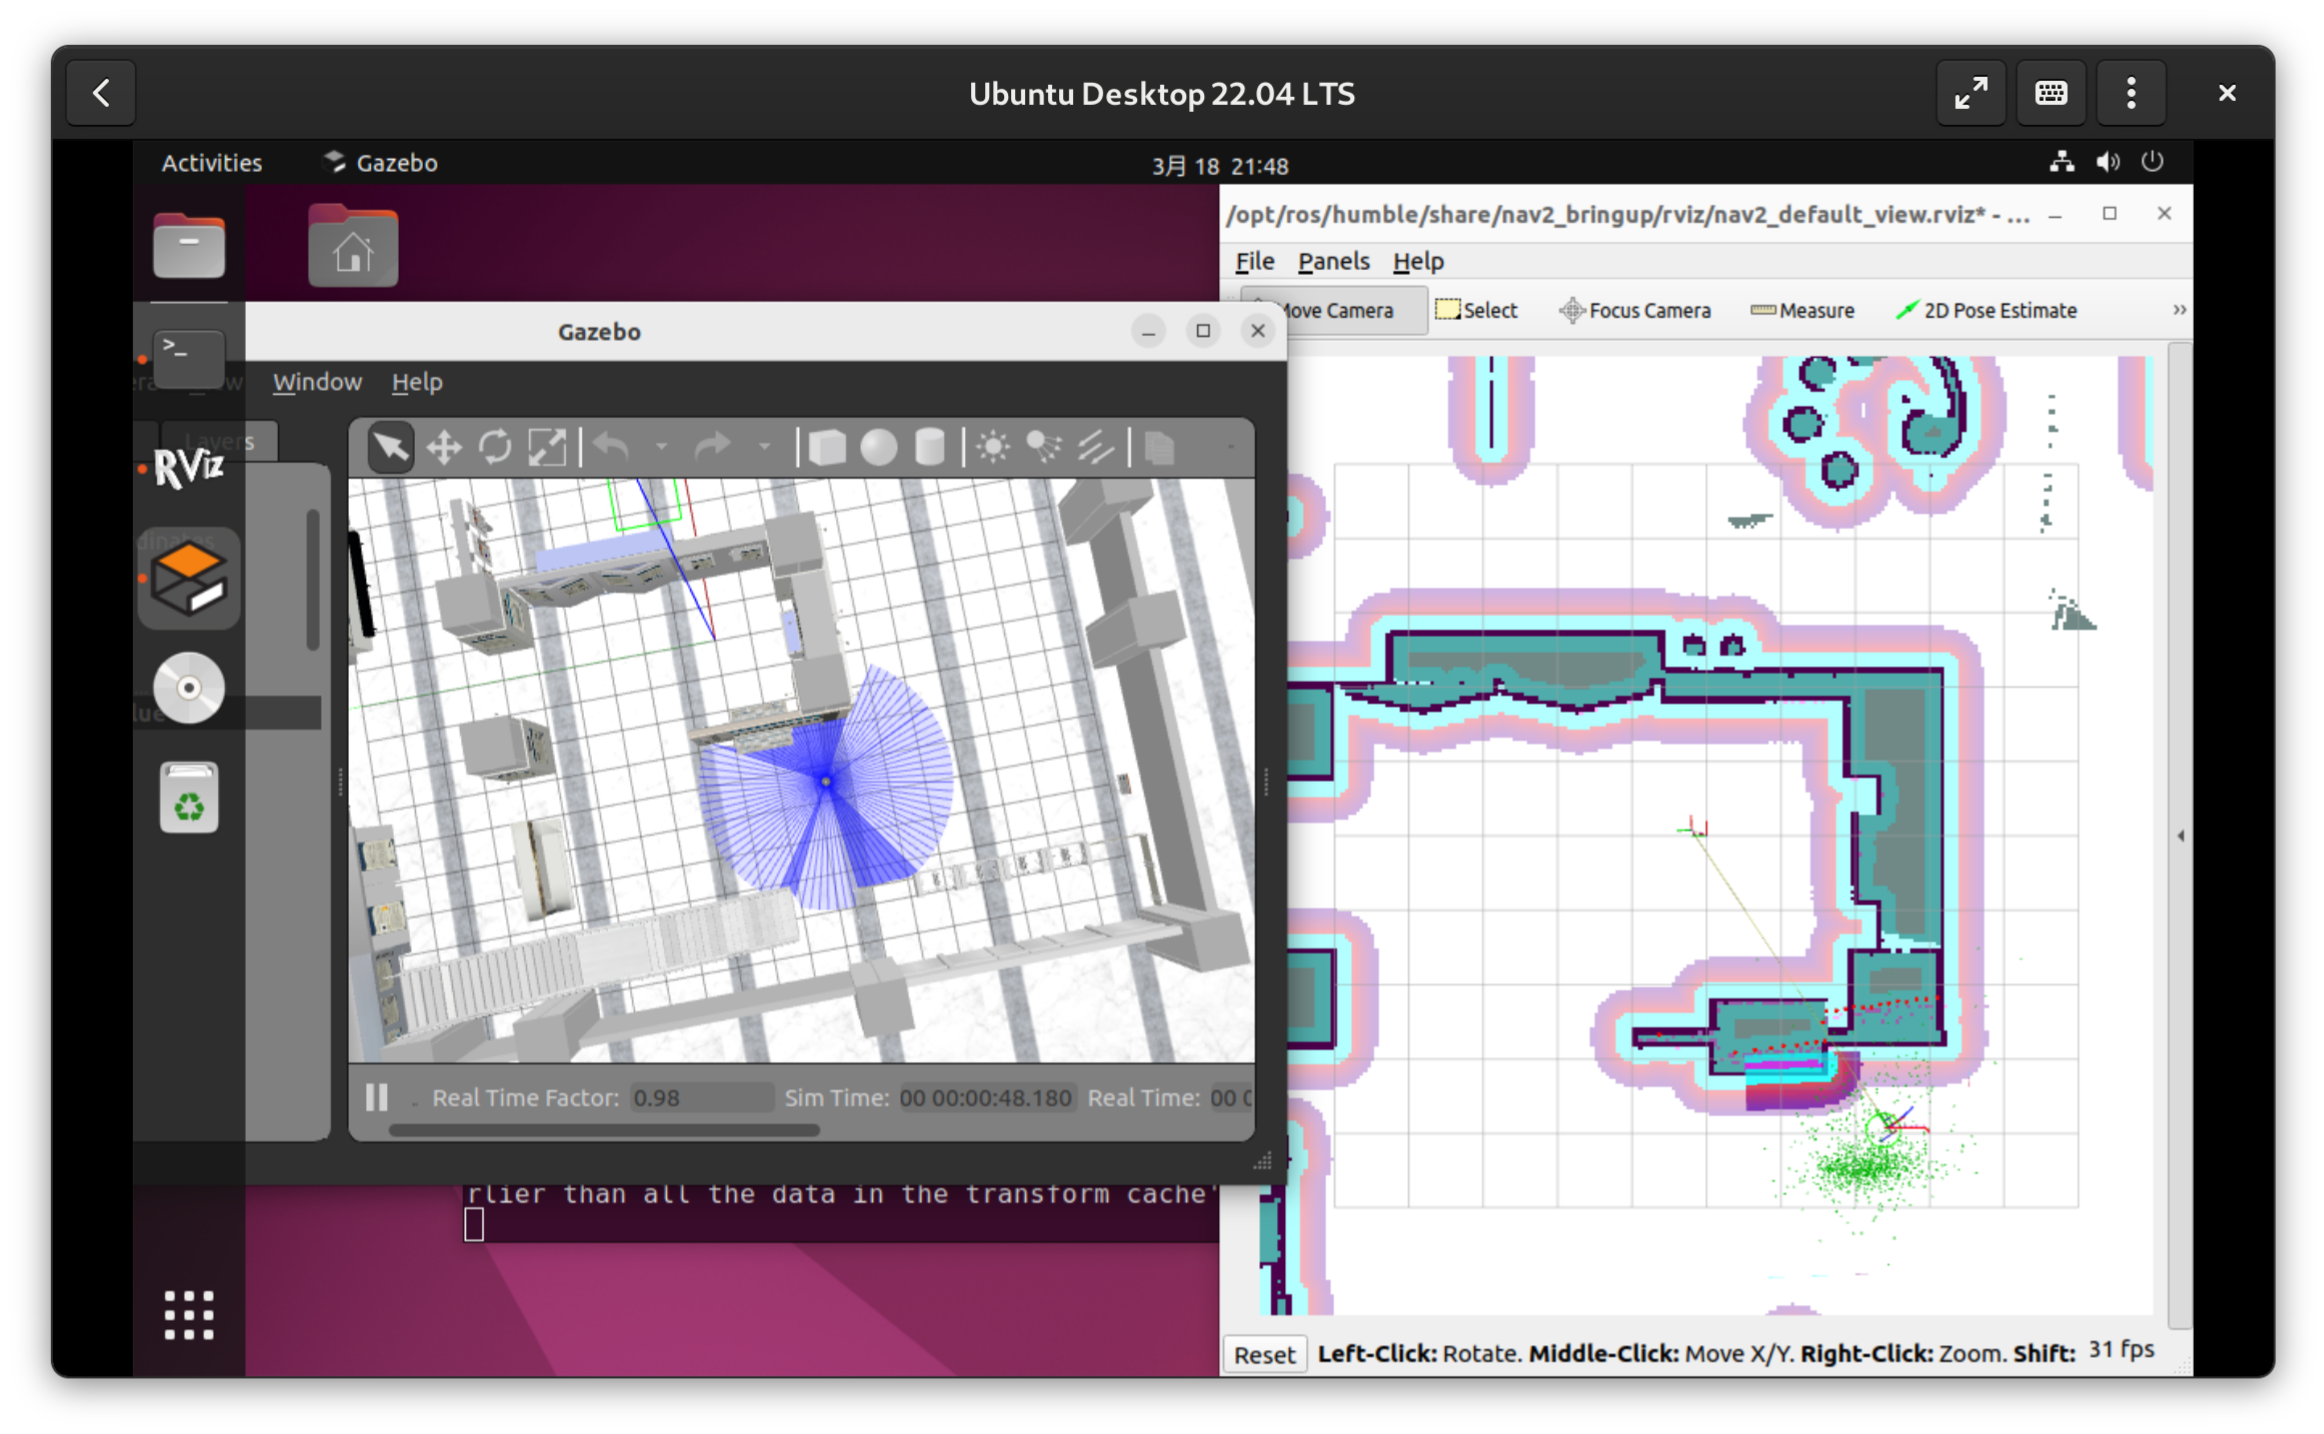 Ubuntu Desktop 22.04 LTS
Activities
Gazebo
3月 18 21:48
/opt/ros/humble/share/nav2_bringup/rviz/nav2_default_view.rviz* - ...
File Panels Help
Move Camera Select Focus Camera Measure 2D Pose Estimate »
Gazebo
Window Help
Layers
>_
RViz
dinates
lue
Real Time Factor: 0.98 Sim Time: 00 00:00:48.180 Real Time: 00 0
rlier than all the data in the transform cache'
Reset Left-Click: Rotate. Middle-Click: Move X/Y. Right-Click: Zoom. Shift: 31 fps